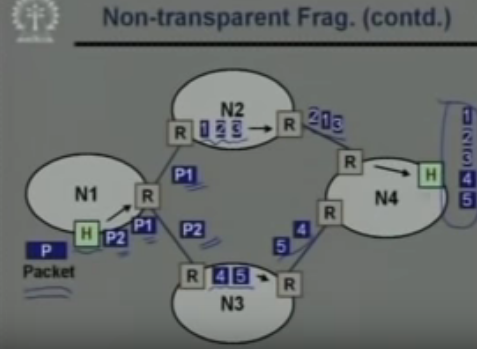 Non-transparent Frag. (contd.)
N2
R
1 2 3
R
2 1 3
1
2
3
4
5
R
H
N4
P1
N1
R
H
P2
P1
P
Packet
P2
R
4
5
R
4 5
R
N3